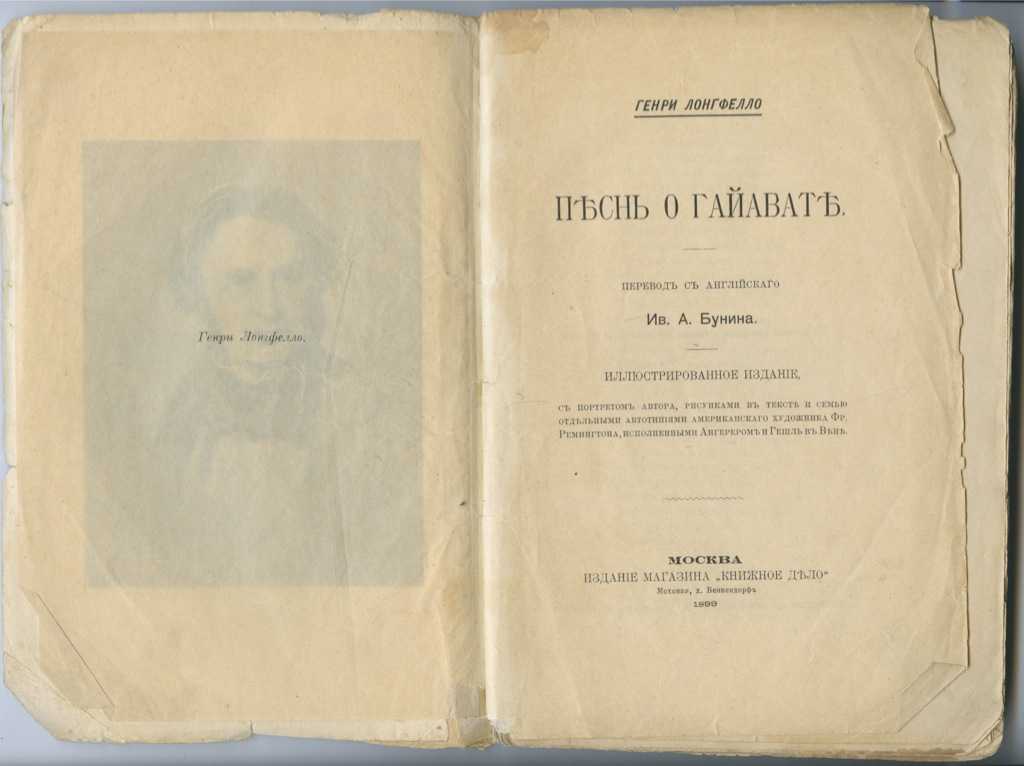 Генри Лонгфелло.
ГЕНРИ ЛОНГФЕЛЛО
ПѢСНЬ О ГАЙАВАТѢ.
ПЕРЕВОДЪ СЪ АНГЛІЙСКАГО
Ив. А. Бунина.
ИЛЛЮСТРИРОВАННОЕ ИЗДАНІЕ,
СЪ ПОРТРЕТОМЪ АВТОРА, РИСУНКАМИ ВЪ ТЕКСТѢ И СЕМЬЮ
ОТДѢЛЬНЫМИ АВТОТИПІЯМИ АМЕРИКАНСКАГО ХУДОЖНИКА ФР.
РЕМИНГТОНА, ИСПОЛНЕННЫМИ АНГЕРЕРОМЪ И ГЕШЛЬ ВЪ ВѢНѢ.
МОСКВА
ИЗДАНІЕ МАГАЗИНА „КНИЖНОЕ ДѢЛО“
Моховая, д. Бенкендорфъ
1899